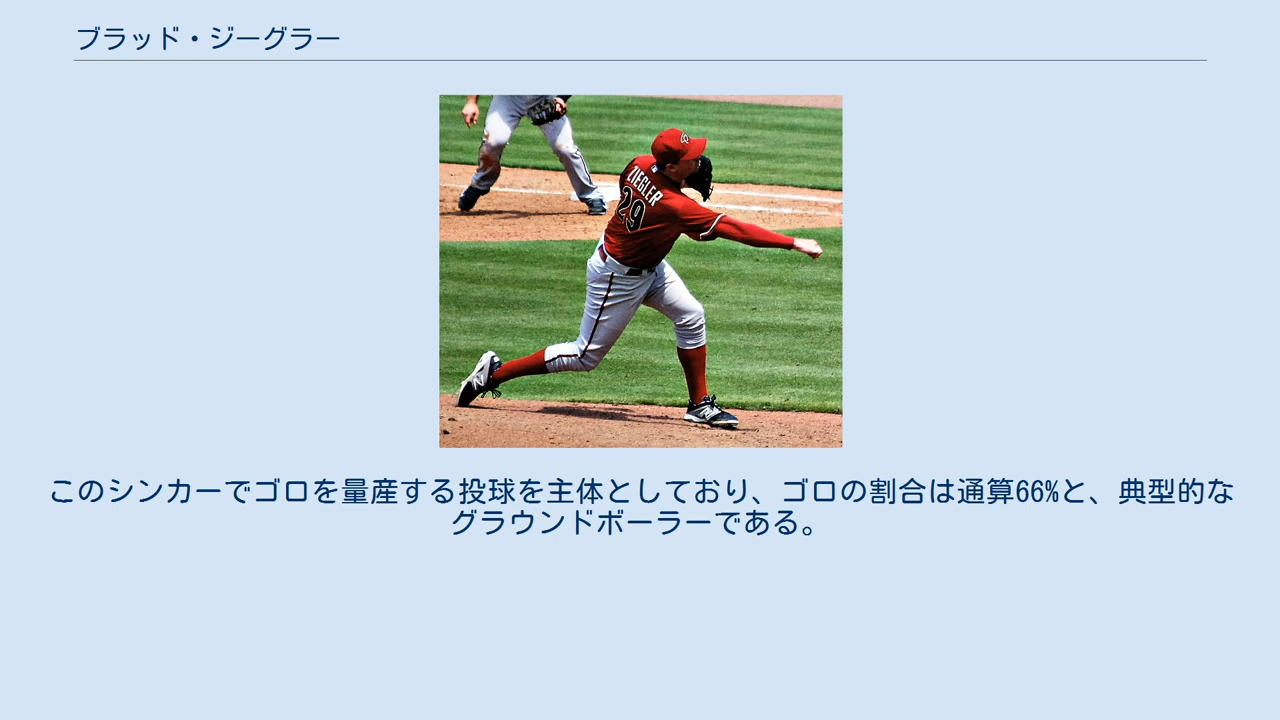 ブラッド・ジーグラー
ZIEGLER
29
このシンカーでゴロを量産する投球を主体としており、ゴロの割合は通算66%と、典型的な
グラウンドボーラーである。